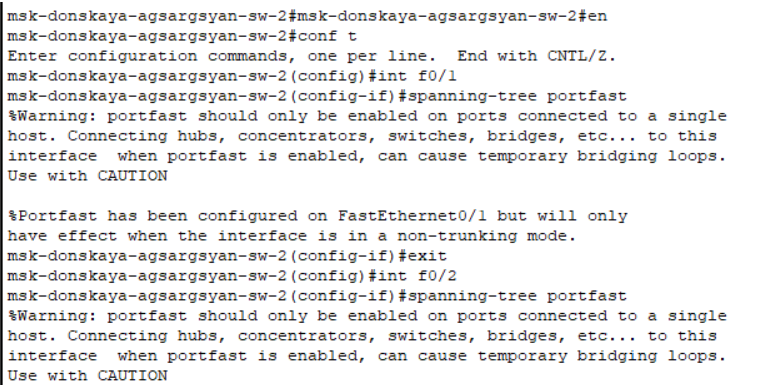 msk-donskaya-agsargsyan-sw-2#msk-donskaya-agsargsyan-sw-2#en
msk-donskaya-agsargsyan-sw-2#conf t
Enter configuration commands, one per line.  End with CNTL/Z.
msk-donskaya-agsargsyan-sw-2(config)#int f0/1
msk-donskaya-agsargsyan-sw-2(config-if)#spanning-tree portfast
%Warning: portfast should only be enabled on ports connected to a single
host. Connecting hubs, concentrators, switches, bridges, etc... to this
interface  when portfast is enabled, can cause temporary bridging loops.
Use with CAUTION

%Portfast has been configured on FastEthernet0/1 but will only
have effect when the interface is in a non-trunking mode.
msk-donskaya-agsargsyan-sw-2(config-if)#exit
msk-donskaya-agsargsyan-sw-2(config)#int f0/2
msk-donskaya-agsargsyan-sw-2(config-if)#spanning-tree portfast
%Warning: portfast should only be enabled on ports connected to a single
host. Connecting hubs, concentrators, switches, bridges, etc... to this
interface  when portfast is enabled, can cause temporary bridging loops.
Use with CAUTION